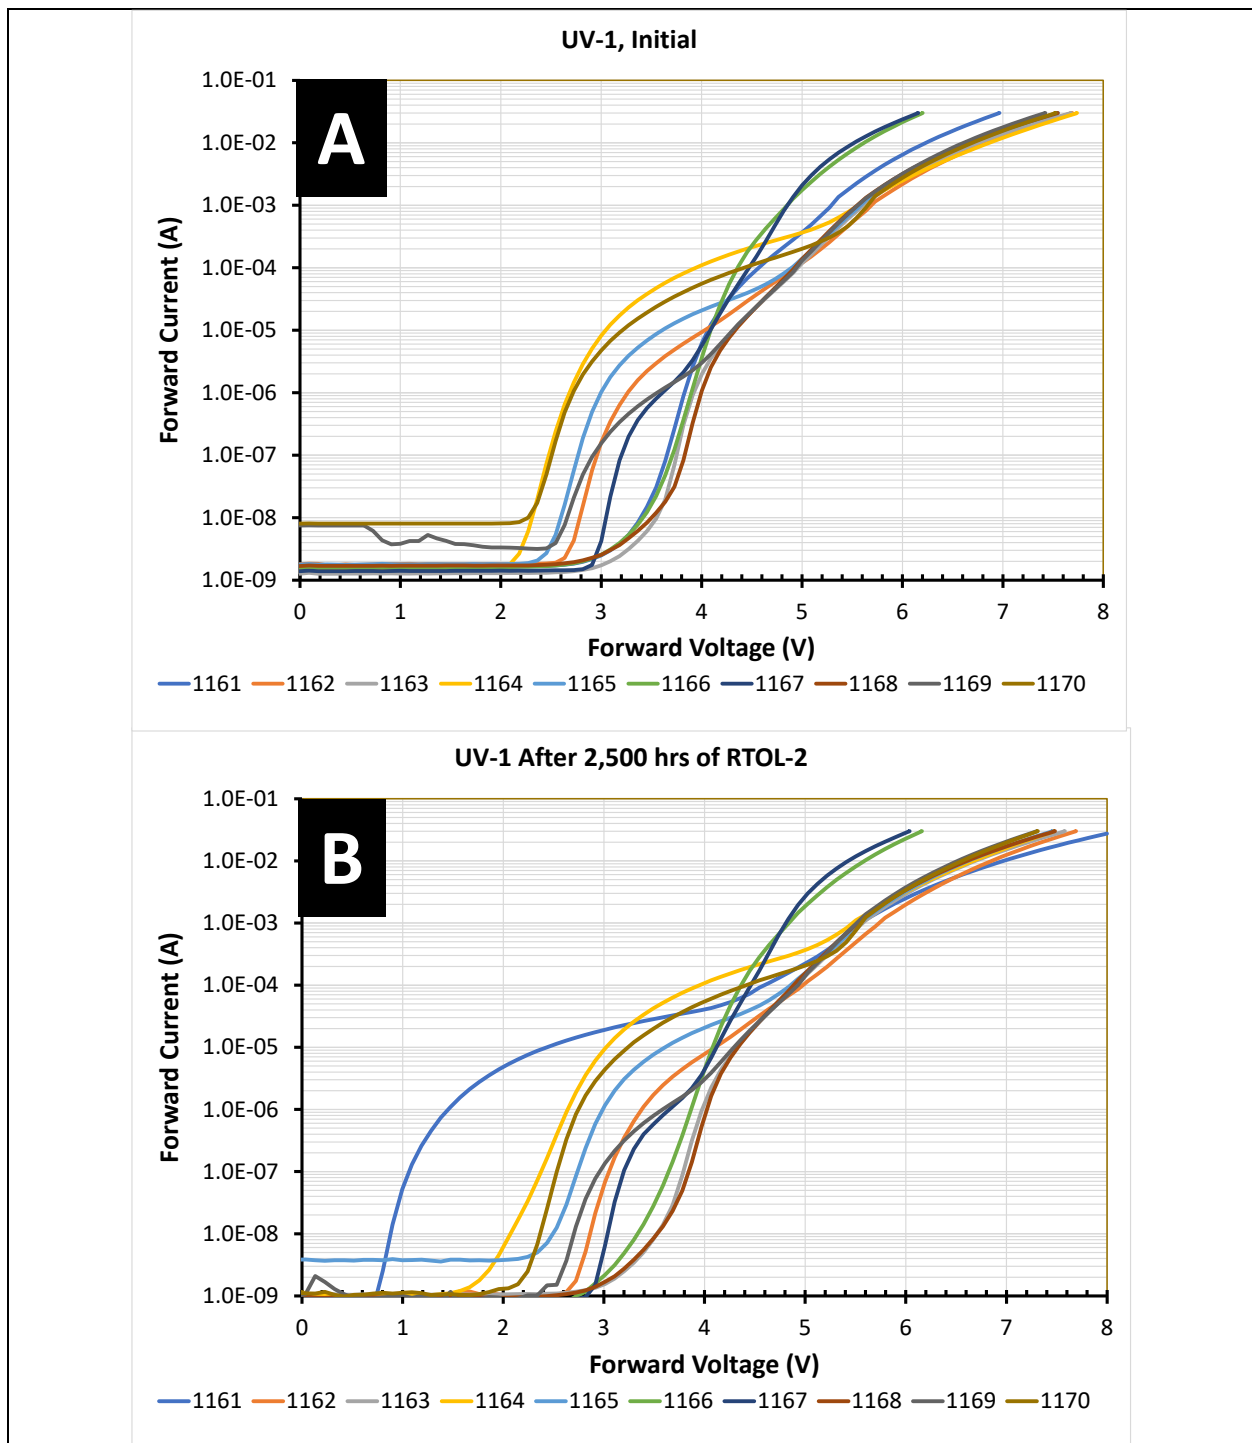 UV-1, Initial
A
1.0E-01
1.0E-02
1.0E-03
1.0E-04
1.0E-05
1.0E-06
1.0E-07
1.0E-08
1.0E-09
Forward Current (A)
0 1 2 3 4 5 6 7 8
Forward Voltage (V)
1161 1162 1163 1164 1165 1166 1167 1168 1169 1170
UV-1 After 2,500 hrs of RTOL-2
B
1.0E-01
1.0E-02
1.0E-03
1.0E-04
1.0E-05
1.0E-06
1.0E-07
1.0E-08
1.0E-09
Forward Current (A)
0 1 2 3 4 5 6 7 8
Forward Voltage (V)
1161 1162 1163 1164 1165 1166 1167 1168 1169 1170